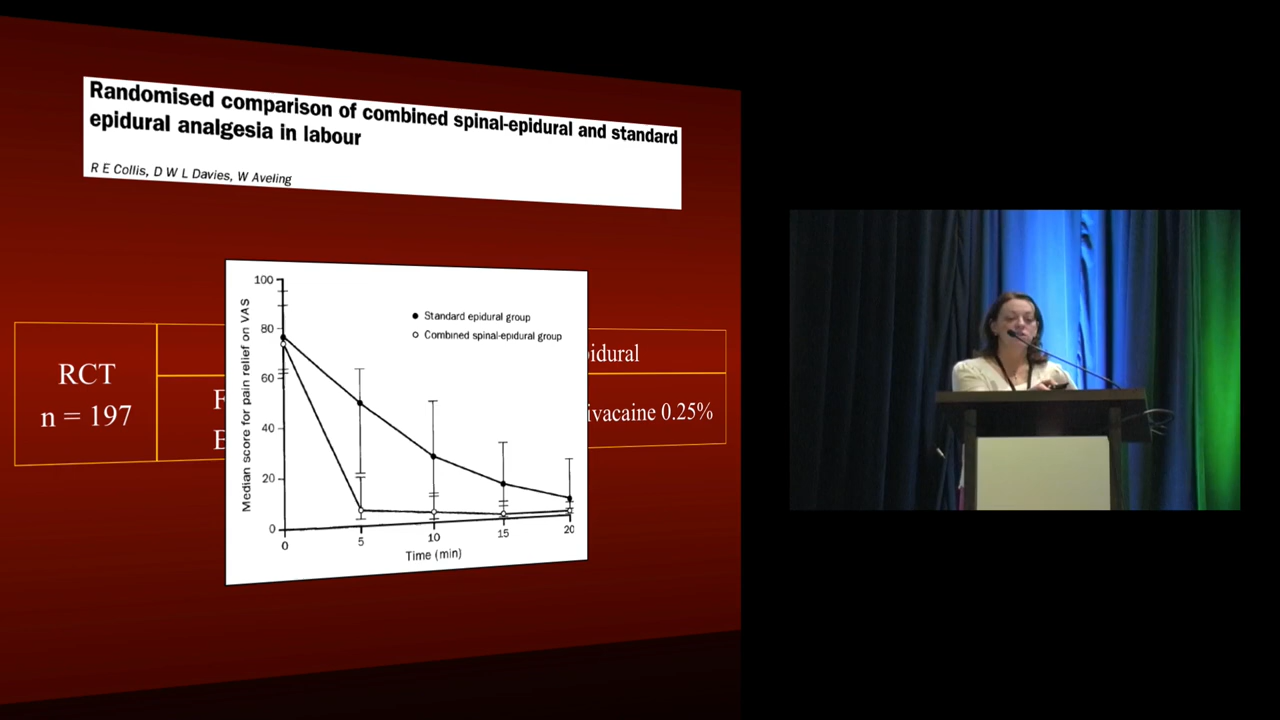 Randomised comparison of combined spinal-epidural and standard
epidural analgesia in labour
R E Collis, D W L Davies, W Aveling
RCT
n = 197
F
E
idural
ivacaine 0.25%
Median score for pain relief on VAS
100
80
60
40
20
0
Standard epidural group
Combined spinal-epidural group
0
5
10
15
20
Time (min)